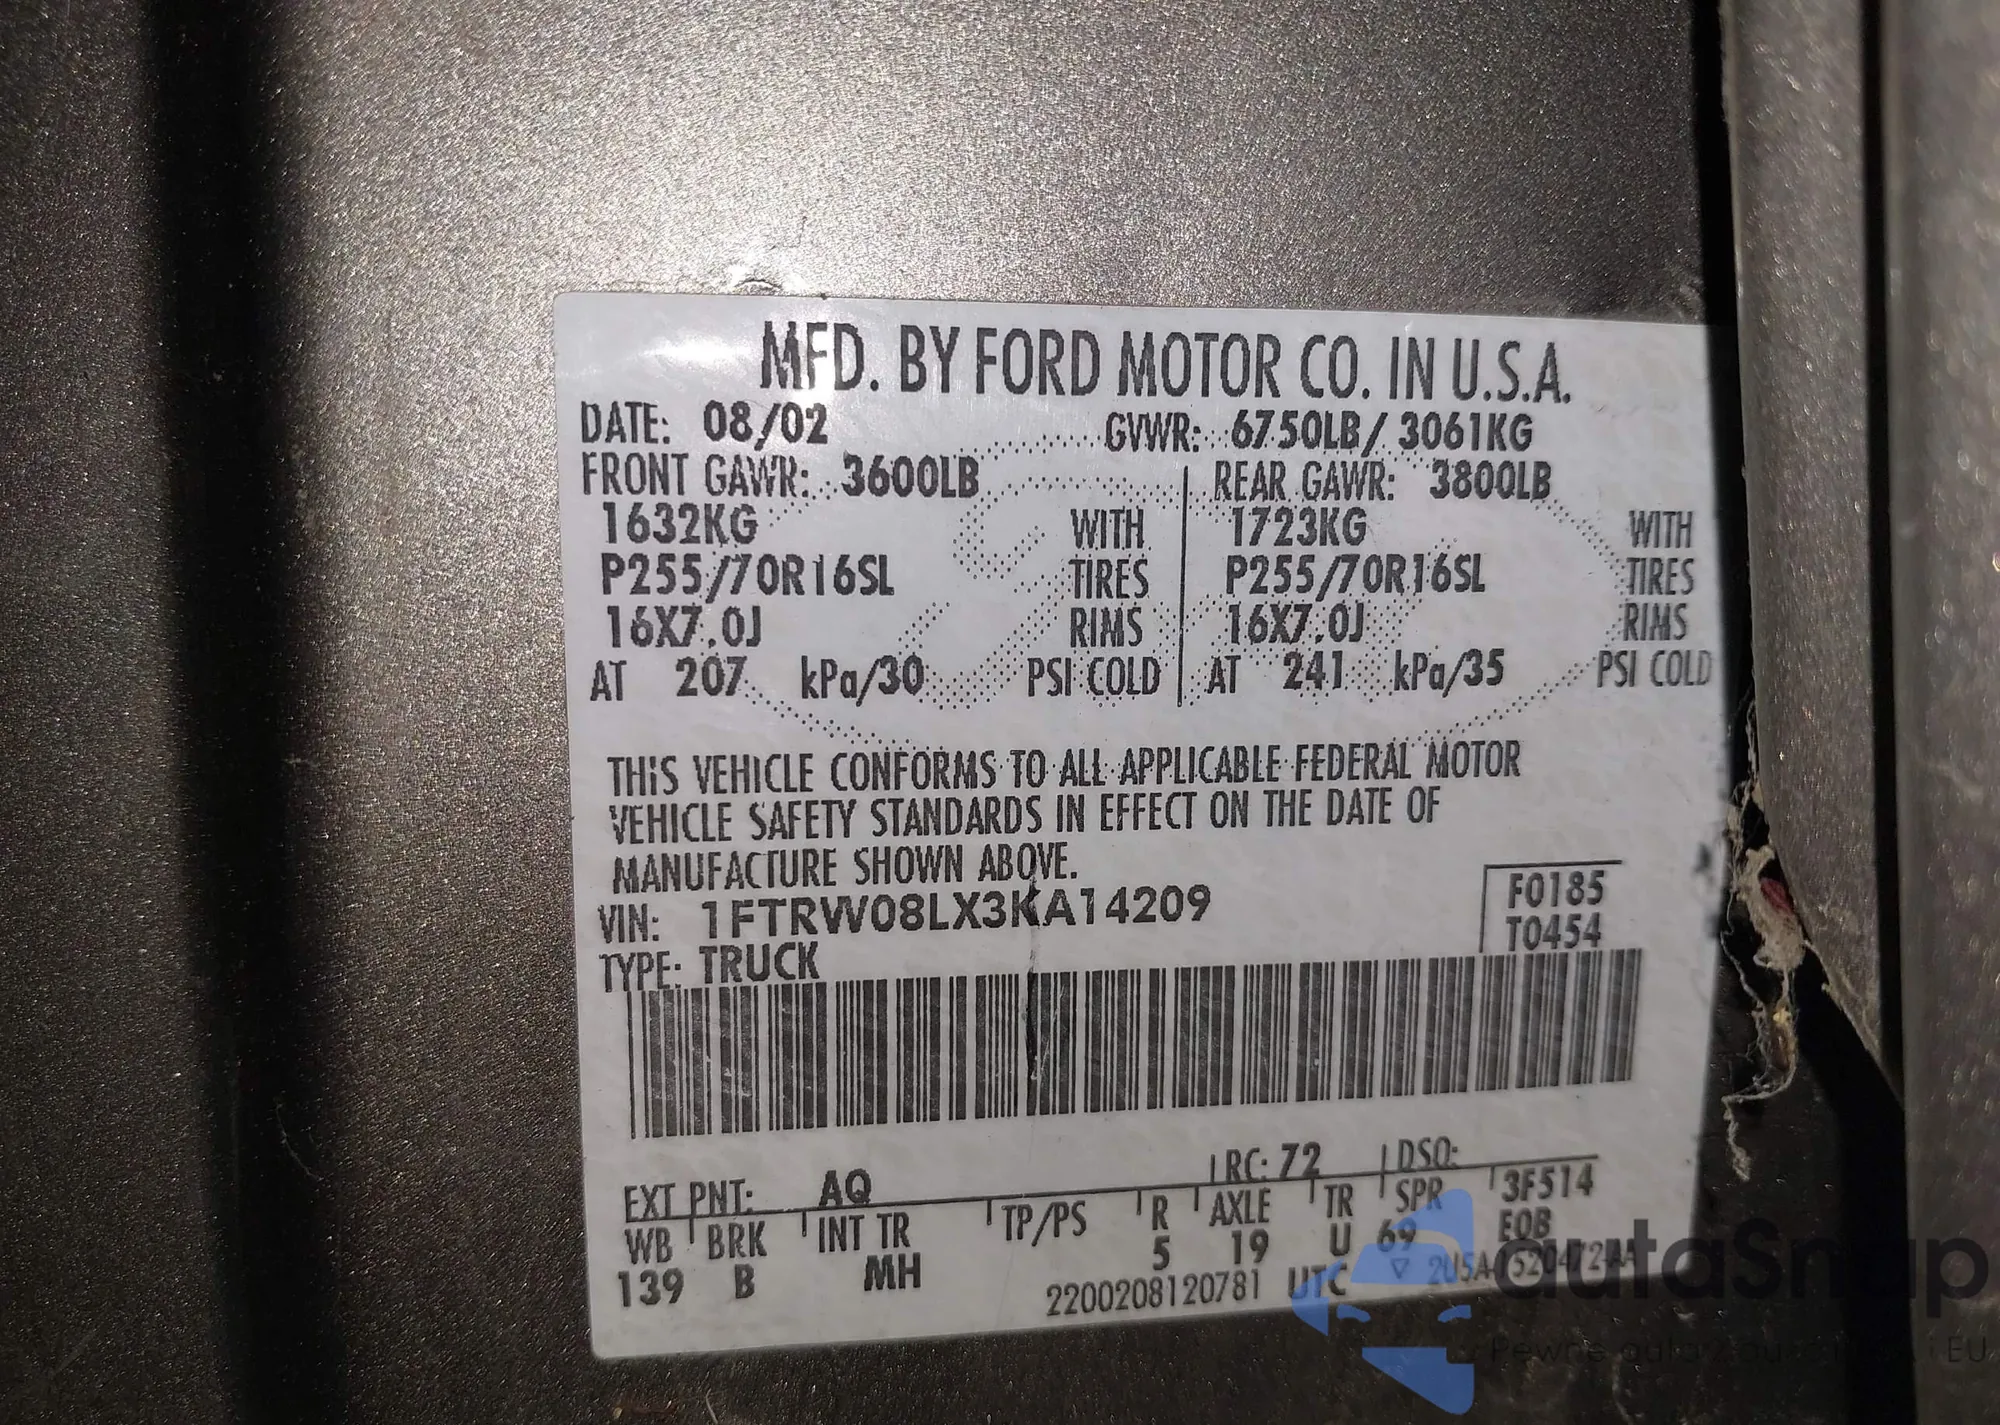 MFD. BY FORD MOTOR CO. IN U.S.A.
DATE: 08/02 GVWR: 6750LB/ 3061KG
FRONT GAWR: 3600LB REAR GAWR: 3800LB
1632KG WITH 1723KG WITH
P255/70R16SL TIRES P255/70R16SL TIRES
16X7.0J RIMS 16X7.0J RIMS
AT 207 kPa/30 PSI COLD AT 241 kPa/35 PSI COLD
THIS VEHICLE CONFORMS TO ALL APPLICABLE FEDERAL MOTOR
VEHICLE SAFETY STANDARDS IN EFFECT ON THE DATE OF
MANUFACTURE SHOWN ABOVE.
VIN: 1FTRW08LX3KA14209
TYPE: TRUCK
F0185
T0454
EXT PNT: AQ RC: 72 DSO:
WB BRK INT TR TP/PS R AXLE TR SPR 3F514
139 B MH 5 19 U 69 EOB
2200208120781 UTC
autaSnap